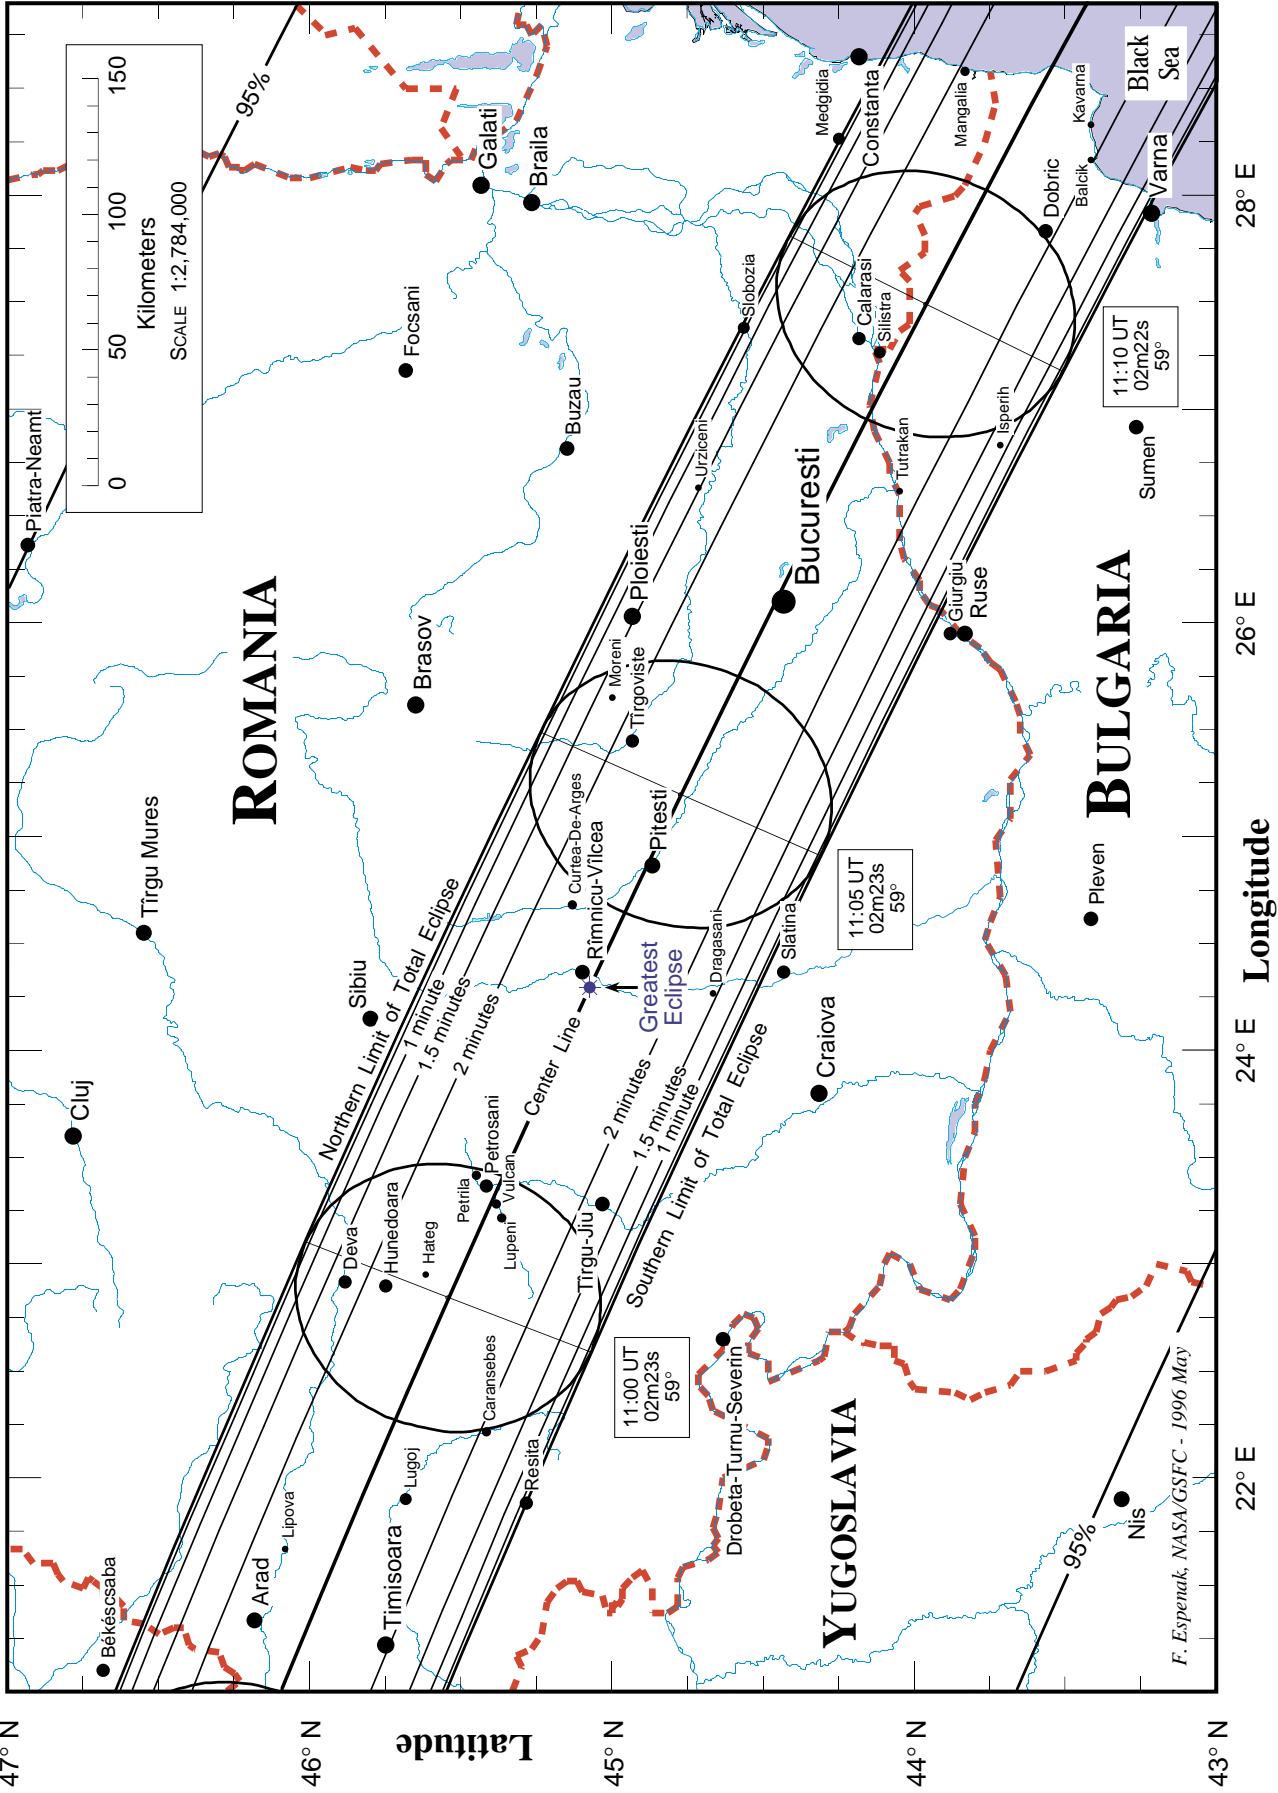 150
100
50
0
Kilometers
SCALE 1:2,784,000
95%
Piatra-Neamt
Focsani
Galati
Braila
Buzau
ROMANIA
Brasov
Tîrgu Mures
Sibiu
Cluj
Békéscsaba
Northern Limit of Total Eclipse
1 minute
1.5 minutes
2 minutes
Center Line
2 minutes
1.5 minutes
1 minute
Southern Limit of Total Eclipse
Greatest
Eclipse
Arad
Lipova
Timisoara
Lugoj
Caransebes
Resita
Deva
Hunedoara
Hateg
Petrila
Petrosani
Vulcan
Lupeni
Tîrgu-Jiu
Rîmnicu-Vîlcea
Curtea-De-Arges
Pitesti
Tîrgoviste
Moreni
Ploiesti
Dragasani
Slatina
Craiova
Bucuresti
Urziceni
Slobozia
Calarasi
Silistra
Tutrakan
Isperih
Giurgiu
Ruse
Medgidia
Constanta
Mangalia
Kavarna
Balcik
Dobric
Varna
Black
Sea
Sumen
Pleven
BULGARIA
YUGOSLAVIA
Drobeta-Turnu-Severin
Nis
95%
11:00 UT
02m23s
59°
11:05 UT
02m23s
59°
11:10 UT
02m22s
59°
F. Espenak, NASA/GSFC - 1996 May
22° E
24° E
26° E
28° E
Longitude
47° N
46° N
45° N
44° N
43° N
Latitude